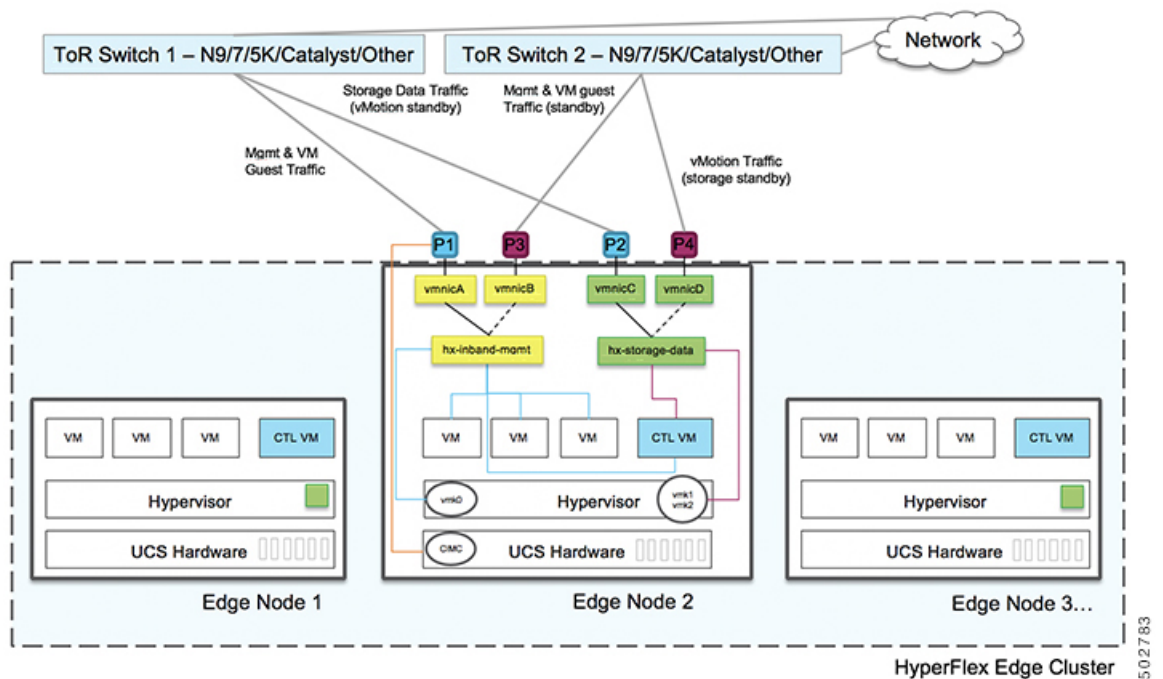 Network
ToR Switch 1 – N9/7/5K/Catalyst/Other
ToR Switch 2 – N9/7/5K/Catalyst/Other
Storage Data Traffic
(vMotion standby)
Mgmt & VM guest
Traffic (standby)
Mgmt & VM
Guest Traffic
vMotion Traffic
(storage standby)
P1
P3
P2
P4
vmnicA
vmnicB
vmnicC
vmnicD
hx-inband-mgmt
hx-storage-data
VM
VM
VM
CTL VM
Hypervisor
UCS Hardware
Edge Node 1
VM
VM
VM
CTL VM
vmk0
Hypervisor
vmk1
vmk2
CIMC
UCS Hardware
Edge Node 2
VM
VM
VM
CTL VM
Hypervisor
UCS Hardware
Edge Node 3...
HyperFlex Edge Cluster
502783